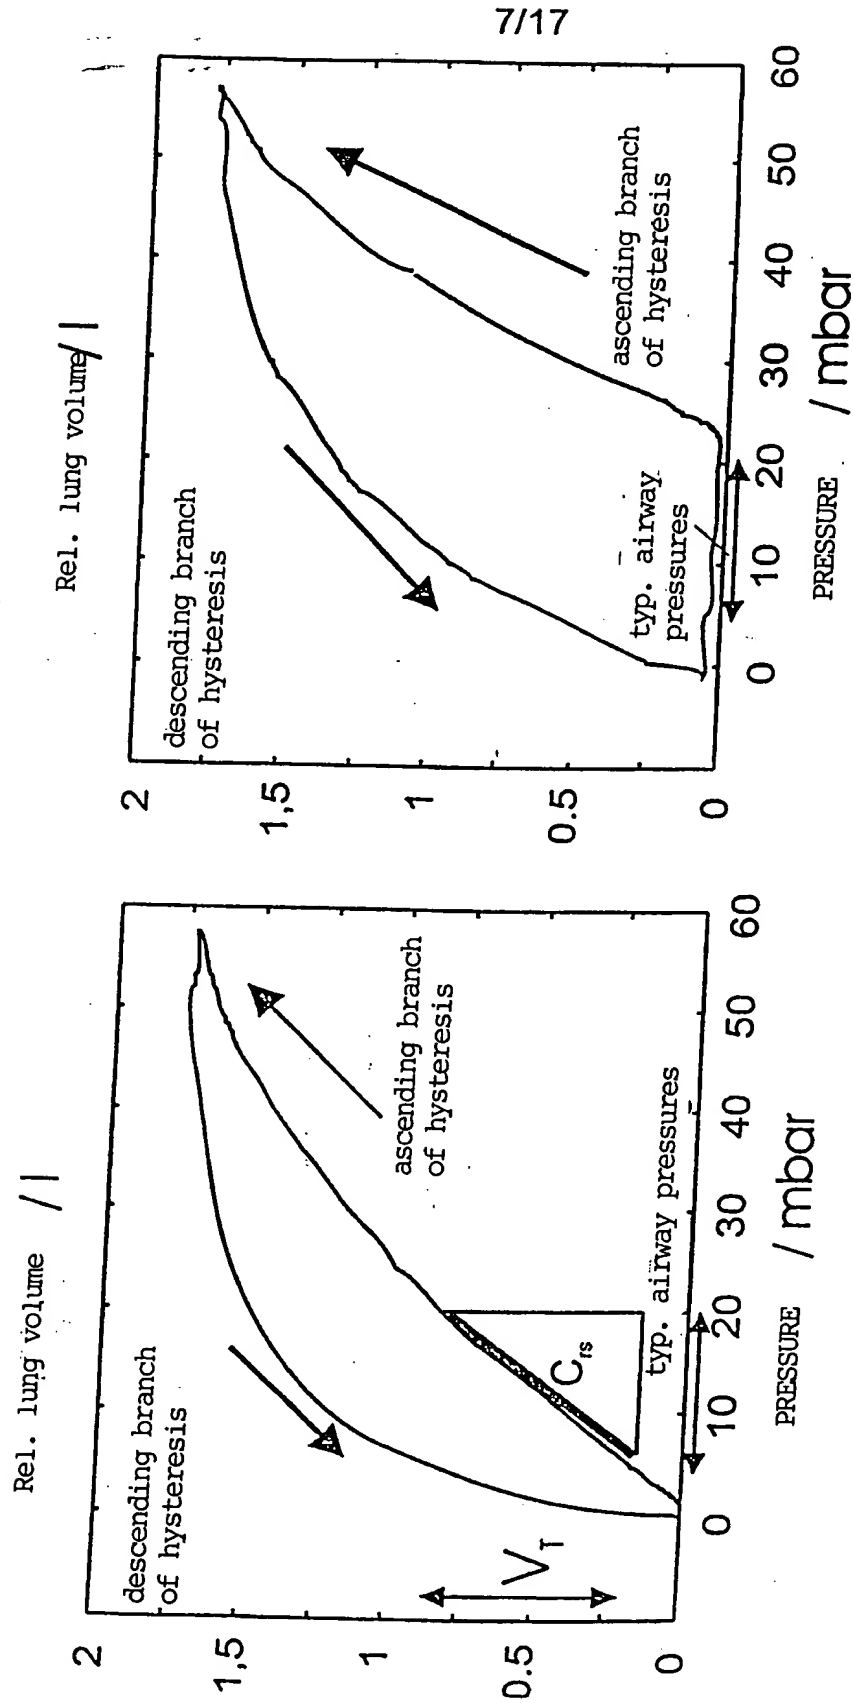 7/17
Rel. lung volume / l
descending branch
of hysteresis
ascending branch
of hysteresis
V_T
C_rs
typ. airway pressures
2
1,5
1
0.5
0
0
10
20
30
40
50
60
PRESSURE / mbar
Rel. lung volume/ l
descending branch
of hysteresis
ascending branch
of hysteresis
typ. airway
pressures
2
1,5
1
0.5
0
0
10
20
30
40
50
60
PRESSURE / mbar